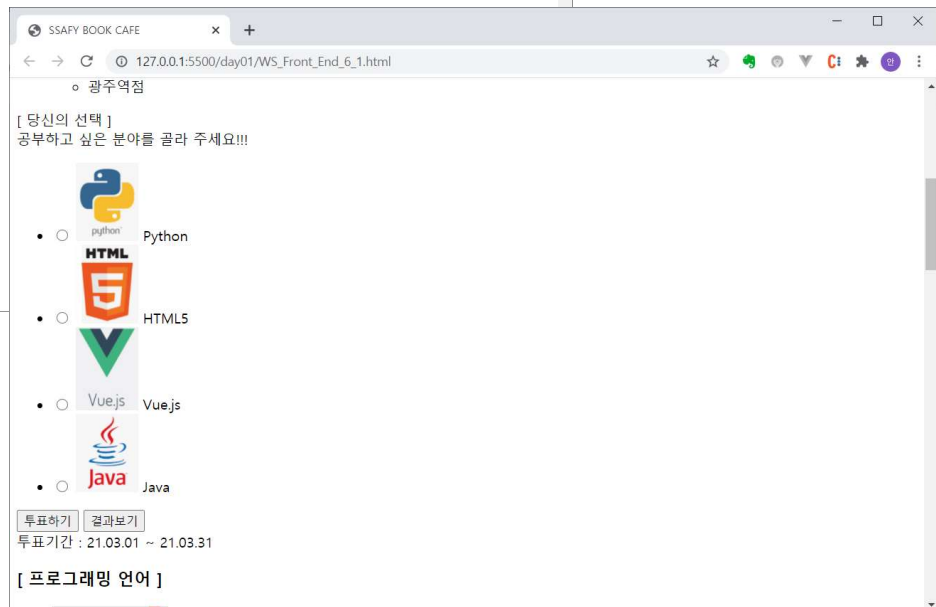 SSAFY BOOK CAFE
127.0.0.1:5500/day01/WS_Front_End_6_1.html
안
광주역점
[ 당신의 선택 ]
공부하고 싶은 분야를 골라 주세요!!!
python
Python
HTML
5
HTML5
Vue.js
Vue.js
Java
Java
투표하기 결과보기
투표기간 : 21.03.01 ~ 21.03.31
[ 프로그래밍 언어 ]